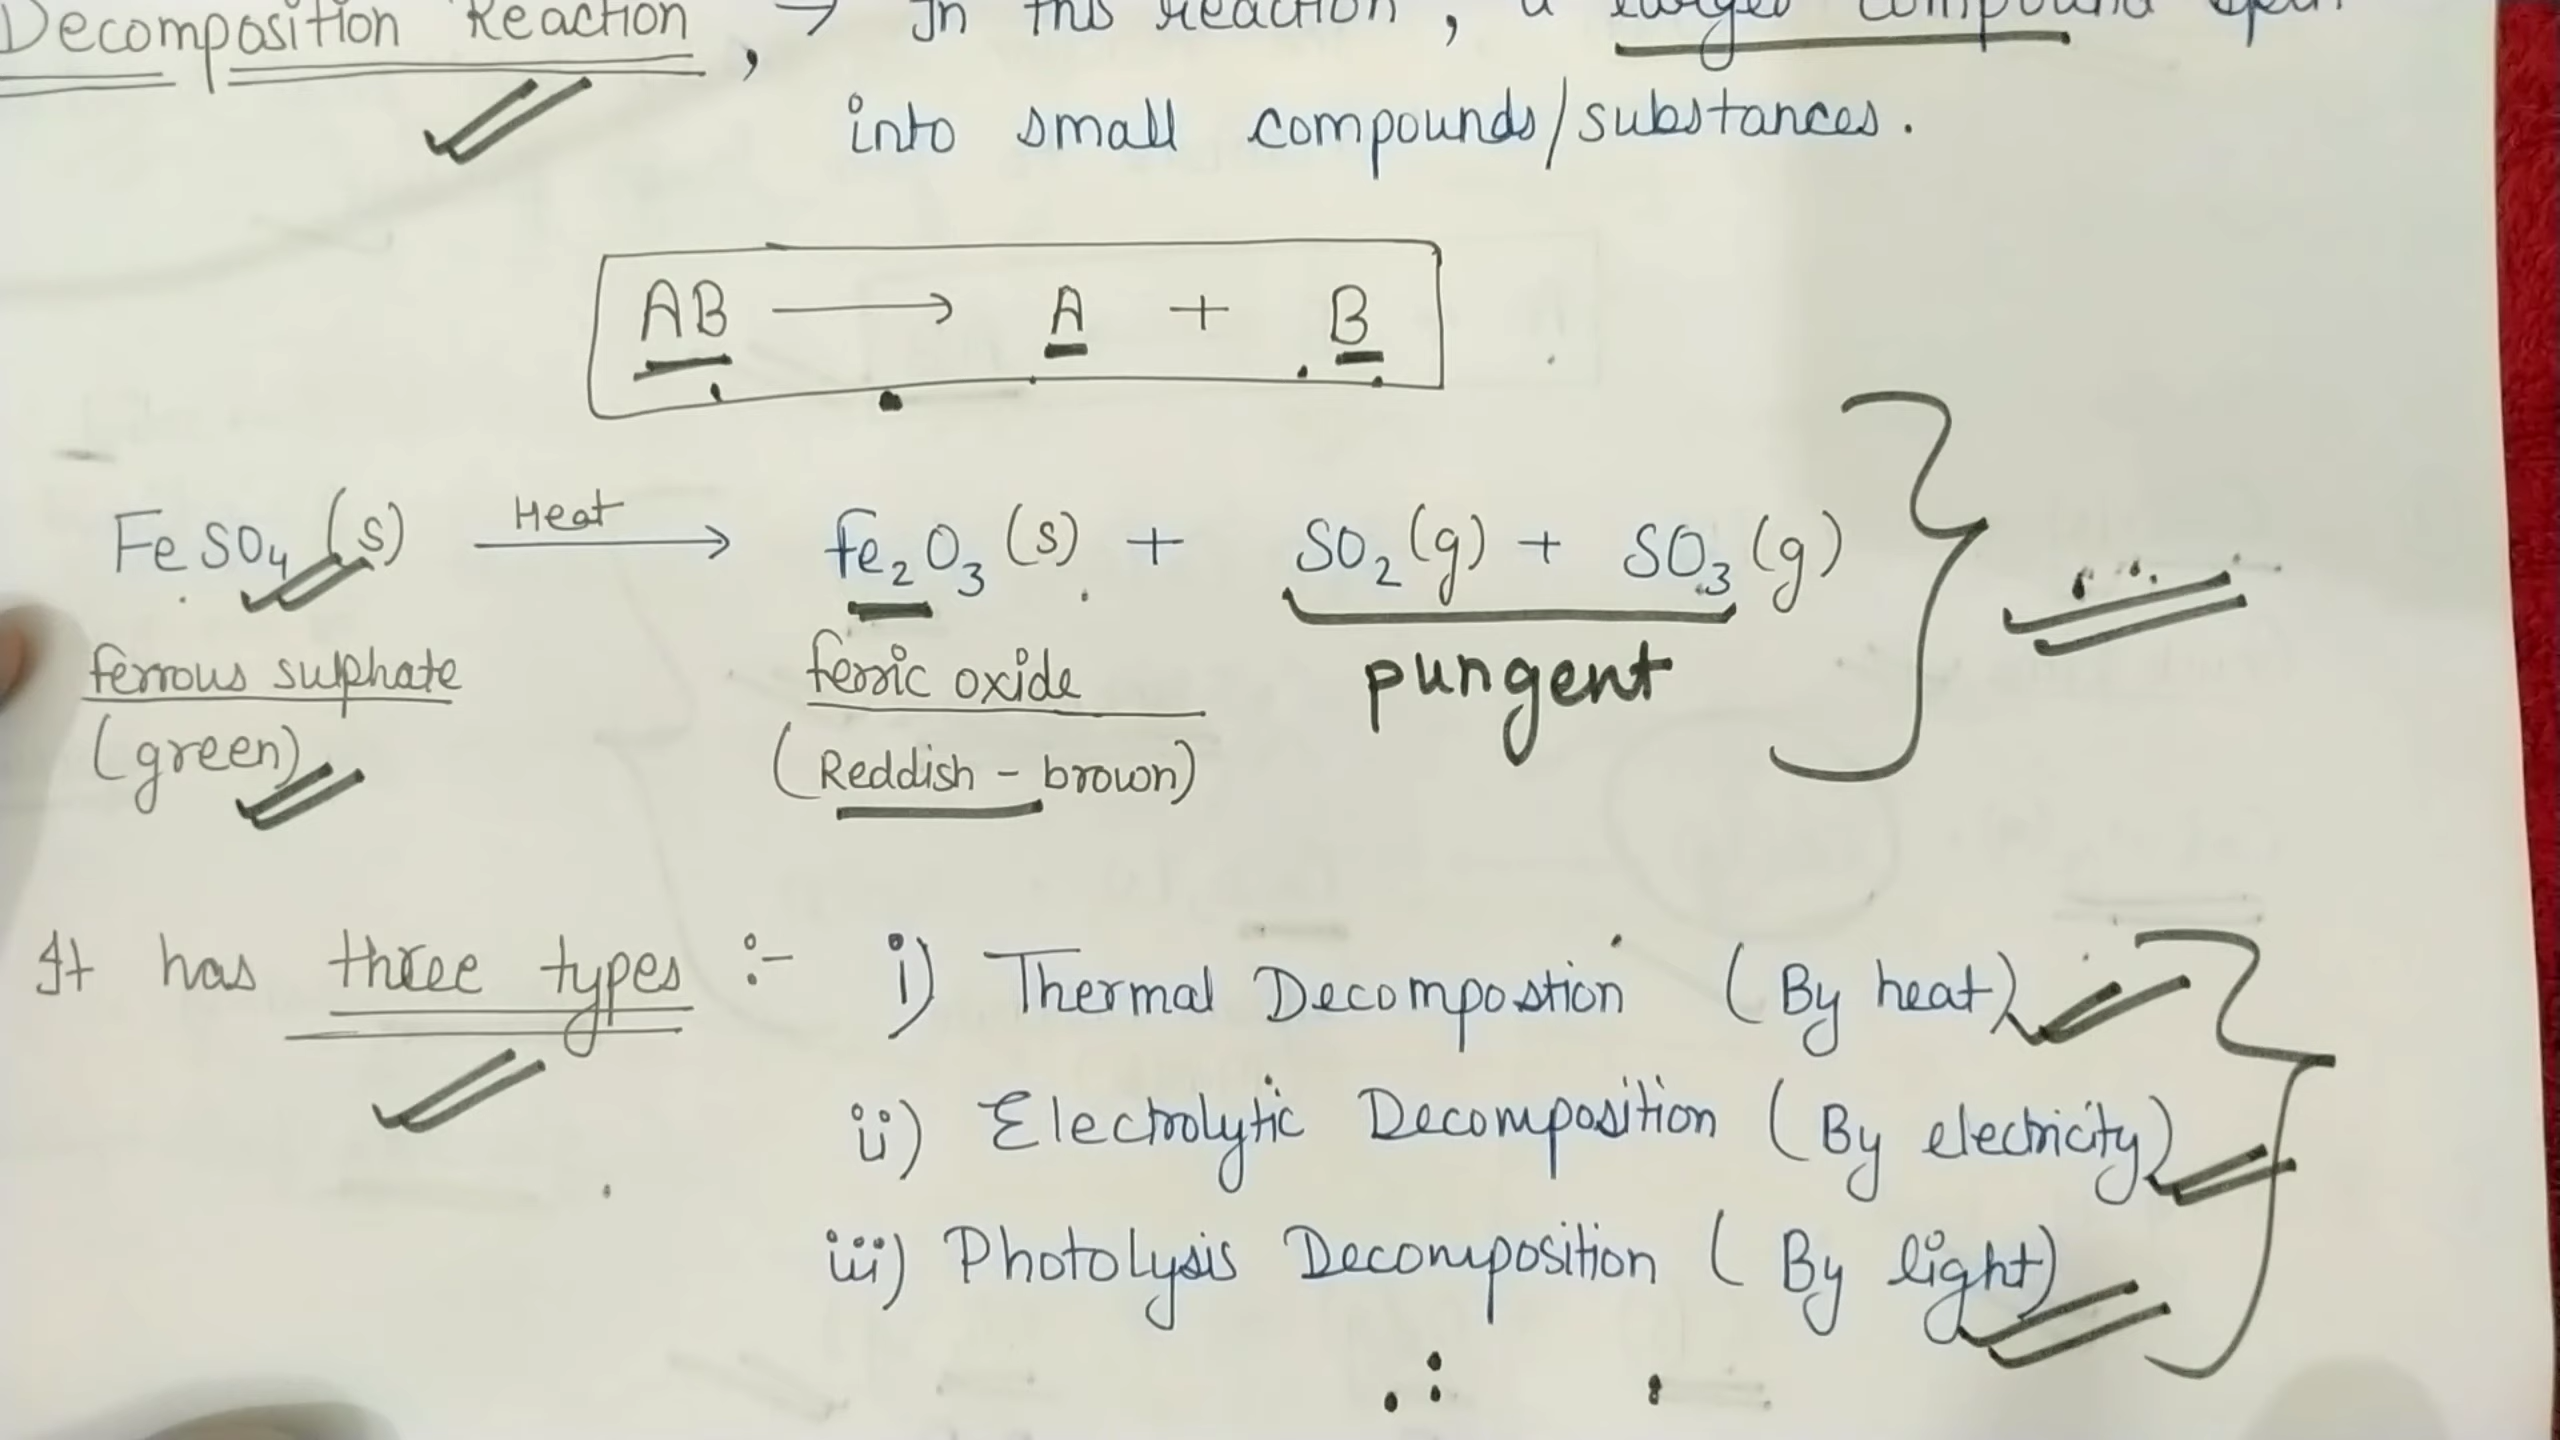 Decomposition Reaction, → In this reaction, a larger compound
into small compounds/substances.
AB ⟶ A + B
FeSO₄ (s) Heat ⟶ Fe₂O₃ (s) + SO₂ (g) + SO₃ (g)
ferrous sulphate ferric oxide pungent
(green) (Reddish - brown)
It has three types :- i) Thermal Decompostion (By heat)
ii) Electrolytic Decomposition (By electricity)
iii) Photolysis Decomposition (By light)